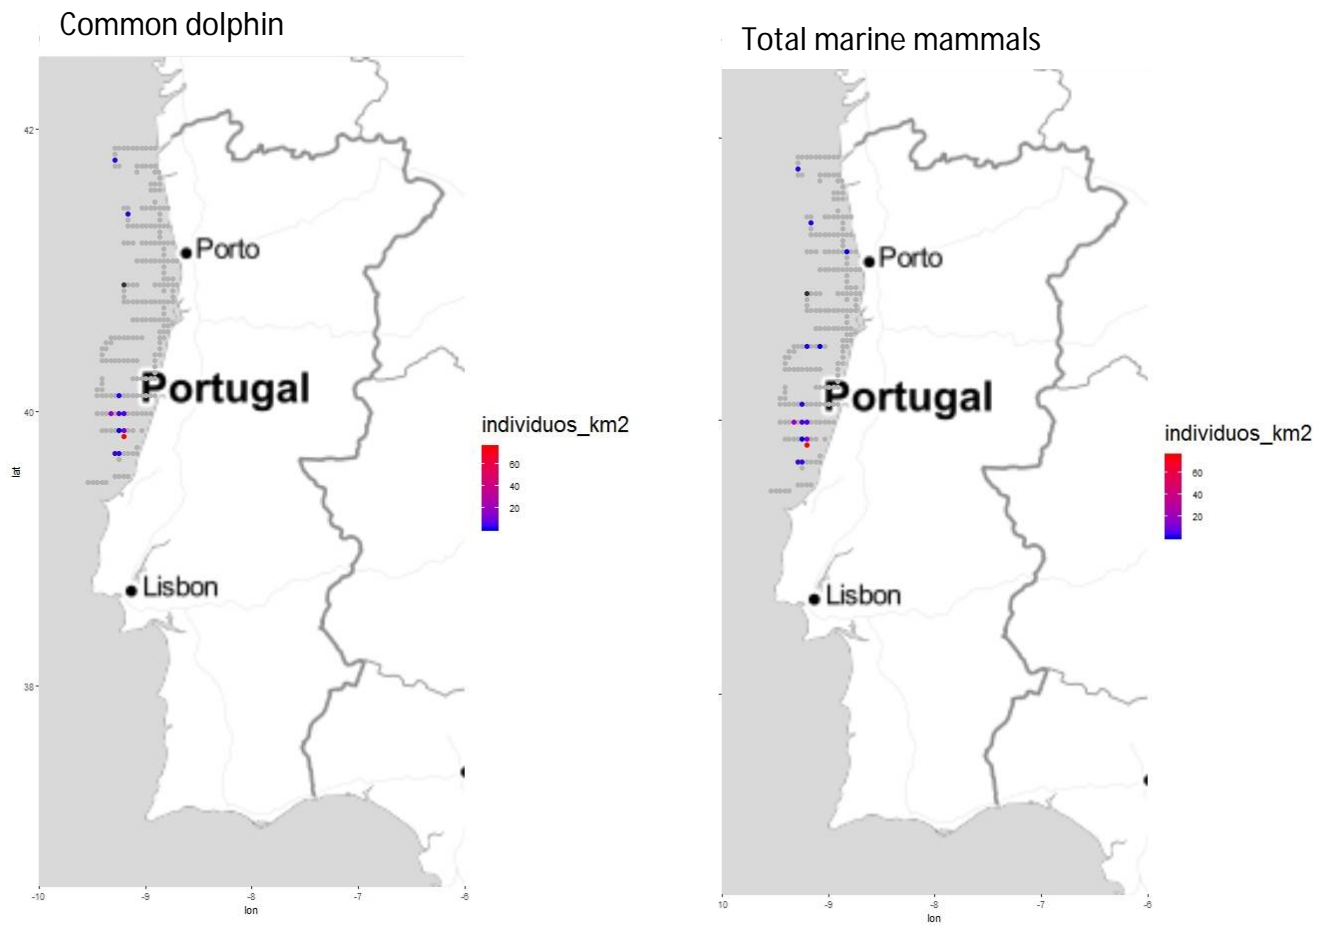 Common dolphin
Total marine mammals
42
Porto
Portugal
40
lat
individuos_km2
60
40
20
Lisbon
38
-10
-9
-8
-7
-6
lon
Porto
Portugal
individuos_km2
60
40
20
Lisbon
10
-9
-8
-7
-6
lon